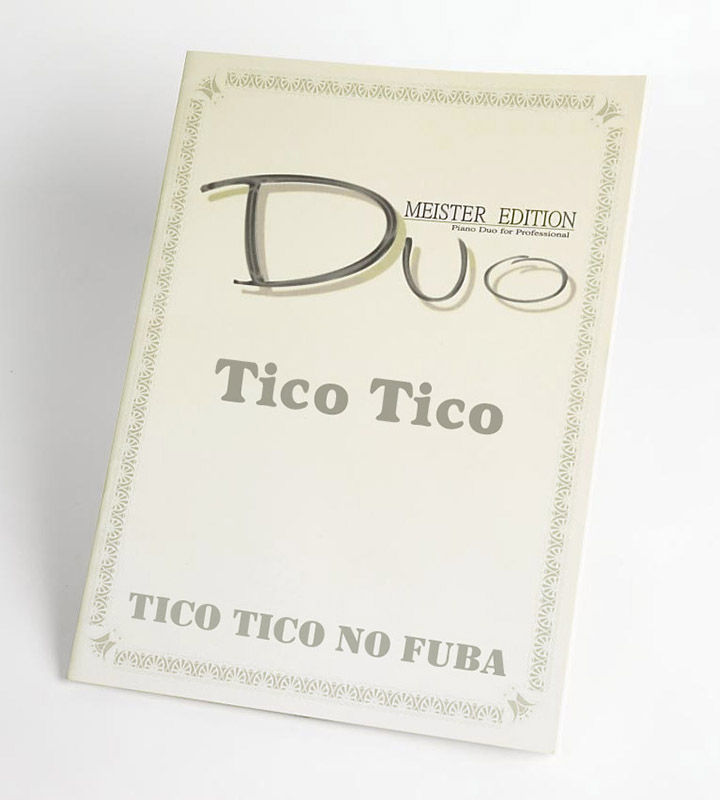 MEISTER EDITION
Piano Duo for Professional
Duo
Tico Tico
TICO TICO NO FUBA